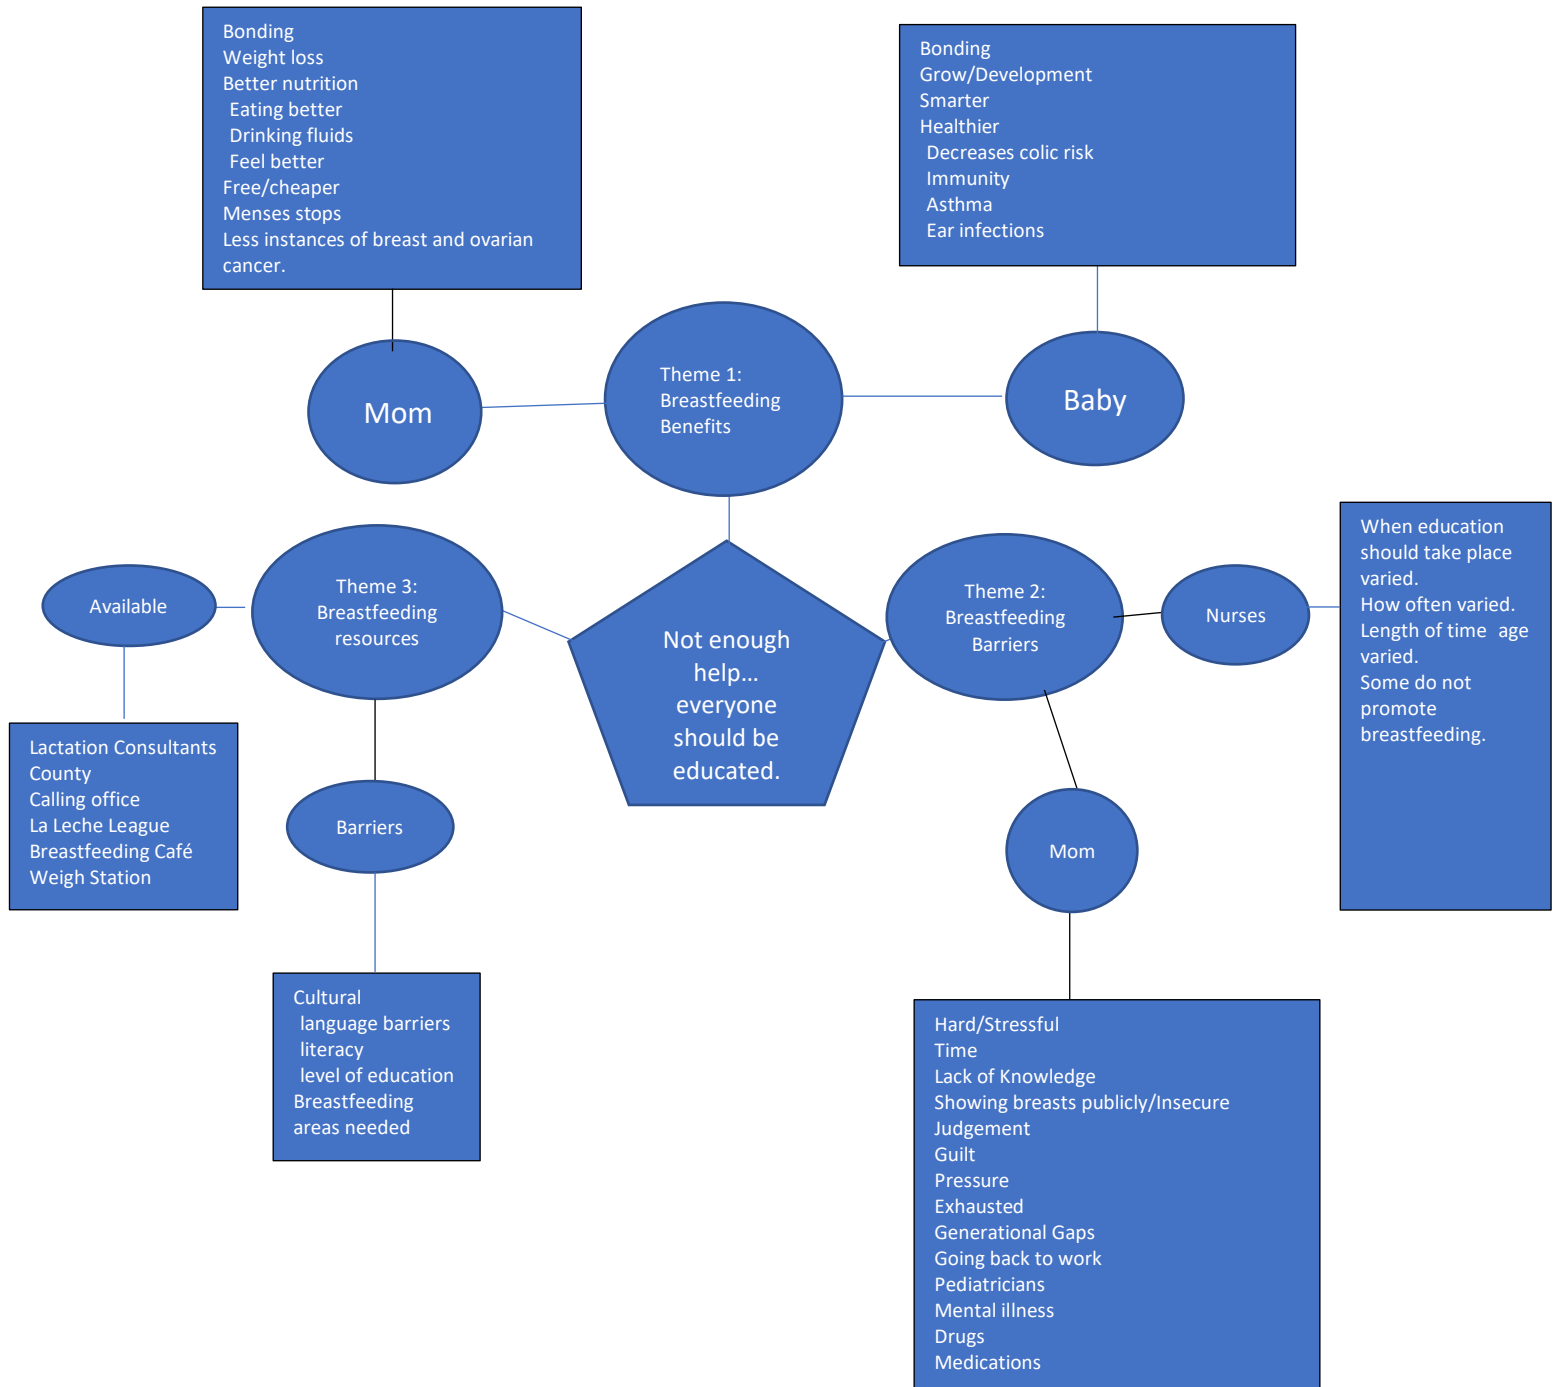 Bonding
Weight loss
Better nutrition
Eating better
Drinking fluids
Feel better
Free/cheaper
Menses stops
Less instances of breast and ovarian
cancer.
Bonding
Grow/Development
Smarter
Healthier
Decreases colic risk
Immunity
Asthma
Ear infections
Mom
Theme 1:
Breastfeeding
Benefits
Baby
Available
Theme 3:
Breastfeeding
resources
Not enough
help...
everyone
should be
educated.
Theme 2:
Breastfeeding
Barriers
Nurses
When education
should take place
varied.
How often varied.
Length of time  age
varied.
Some do not
promote
breastfeeding.
Lactation Consultants
County
Calling office
La Leche League
Breastfeeding Café
Weigh Station
Barriers
Mom
Cultural
language barriers
literacy
level of education
Breastfeeding
areas needed
Hard/Stressful
Time
Lack of Knowledge
Showing breasts publicly/Insecure
Judgement
Guilt
Pressure
Exhausted
Generational Gaps
Going back to work
Pediatricians
Mental illness
Drugs
Medications